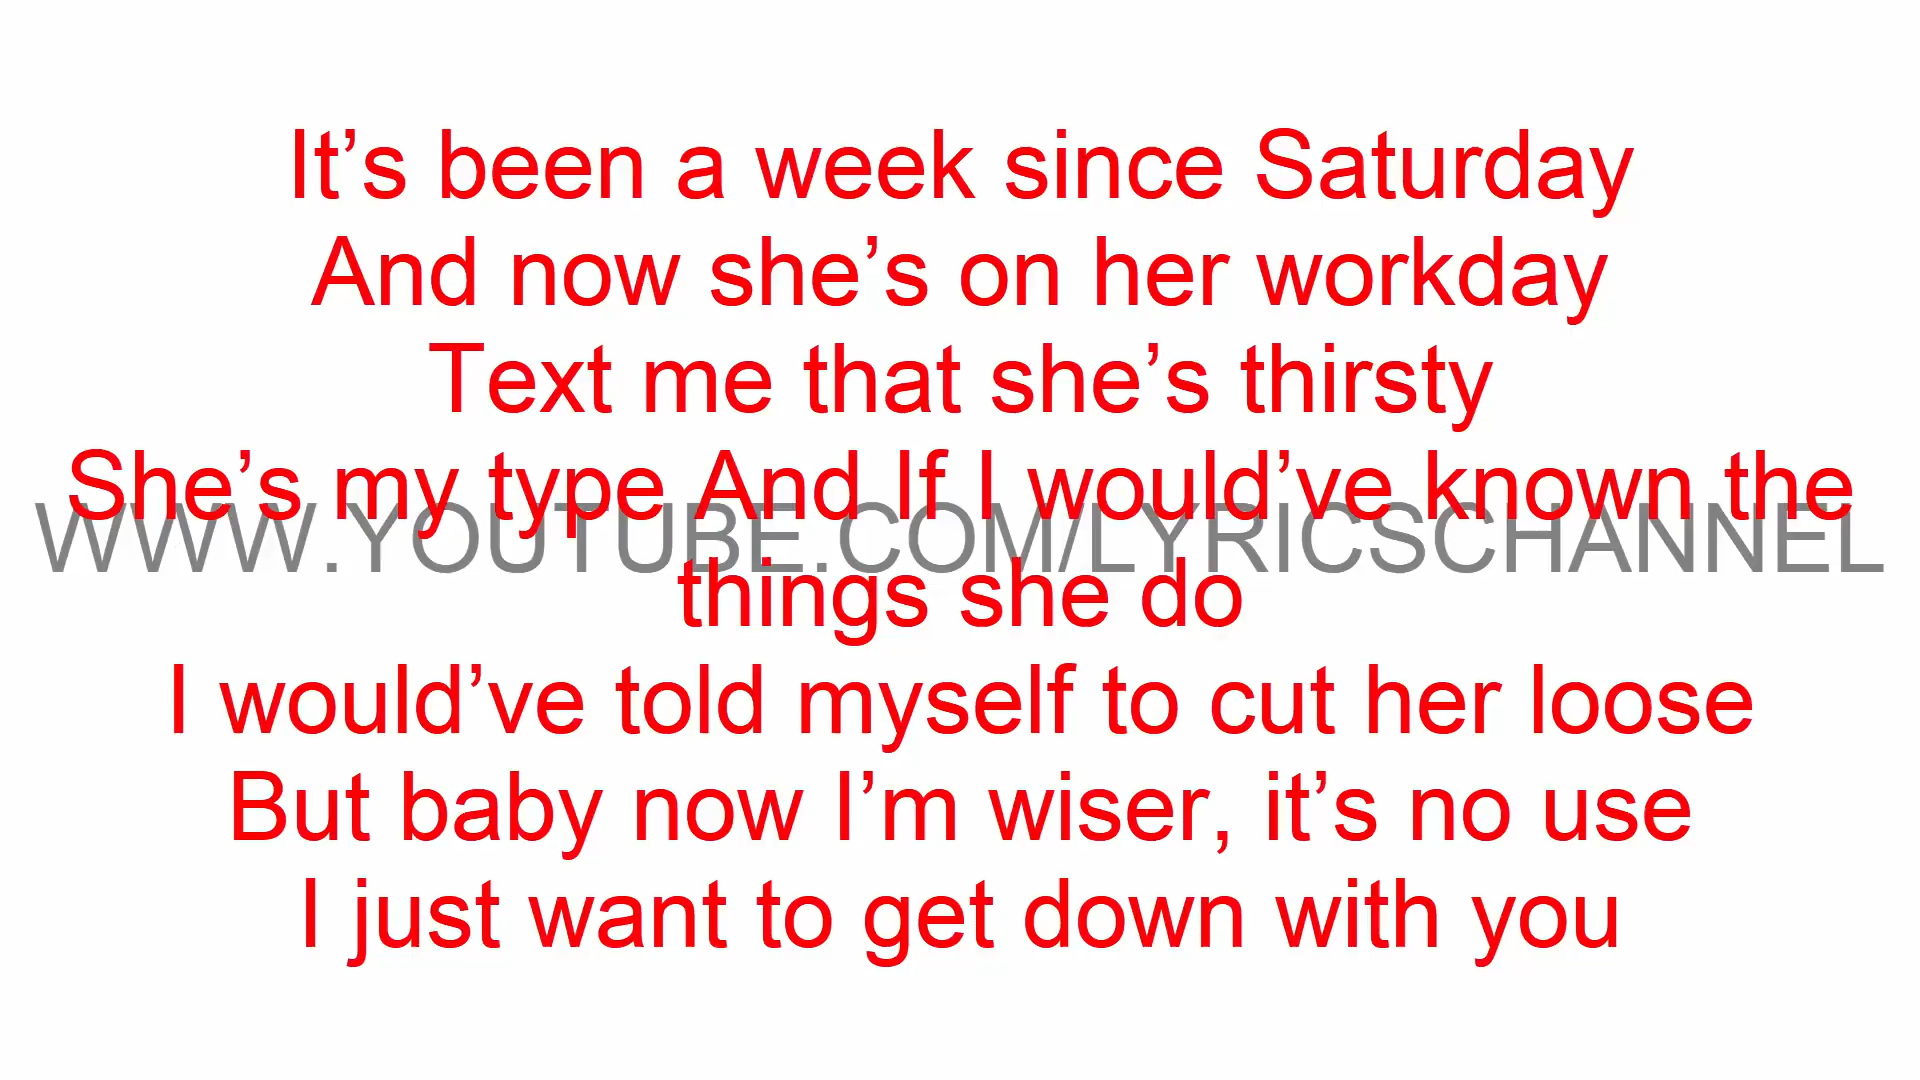 It’s been a week since Saturday
And now she’s on her workday
Text me that she’s thirsty
She’s my type And If I would’ve known the
WWW.YOUTUBE.COM/LYRICSCHANNEL
things she do
I would’ve told myself to cut her loose
But baby now I’m wiser, it’s no use
I just want to get down with you